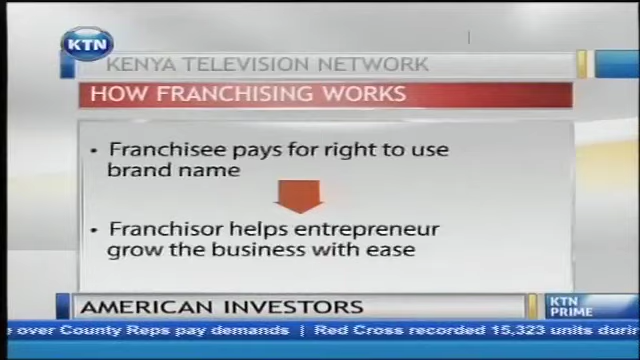 KTN
KENYA TELEVISION NETWORK
HOW FRANCHISING WORKS
• Franchisee pays for right to use
brand name
• Franchisor helps entrepreneur
grow the business with ease
AMERICAN INVESTORS
KTN
PRIME
over County Reps pay demands | Red Cross recorded 15,323 units